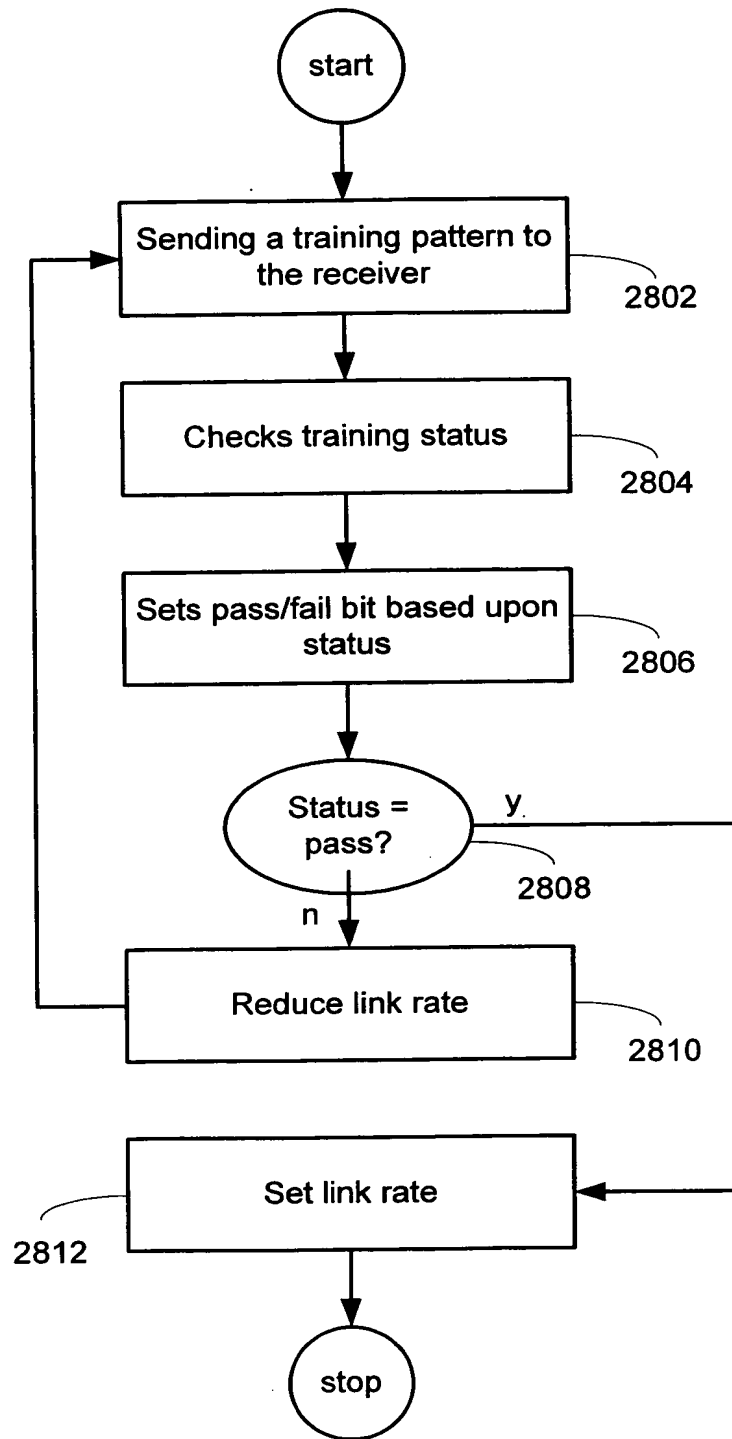 start
Sending a training pattern to
the receiver
2802
Checks training status
2804
Sets pass/fail bit based upon
status
2806
Status =
pass?
y
2808
n
Reduce link rate
2810
Set link rate
2812
stop